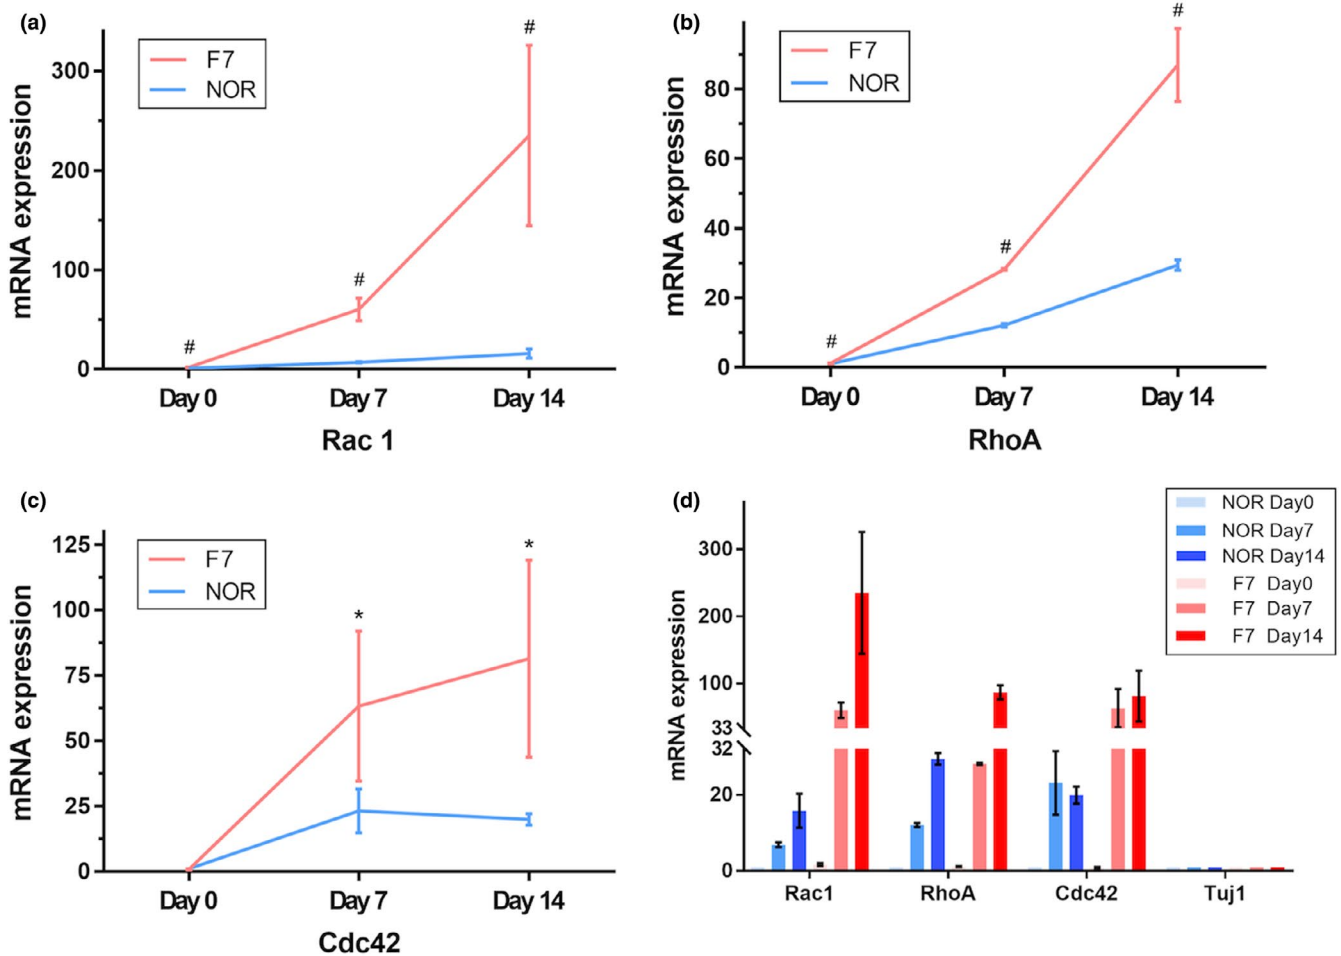 (a)
#
F7
NOR
300
200
100
0
#
#
mRNA expression
Day 0 Day 7 Day 14
Rac 1
(b)
#
F7
NOR
80
60
40
20
0
#
#
mRNA expression
Day 0 Day 7 Day 14
RhoA
(c)
F7
NOR
125
100
75
50
25
0
*
*
mRNA expression
Day 0 Day 7 Day 14
Cdc42
(d)
NOR Day0
NOR Day7
NOR Day14
F7 Day0
F7 Day7
F7 Day14
300
200
100
33
32
20
0
mRNA expression
Rac1 RhoA Cdc42 Tuj1